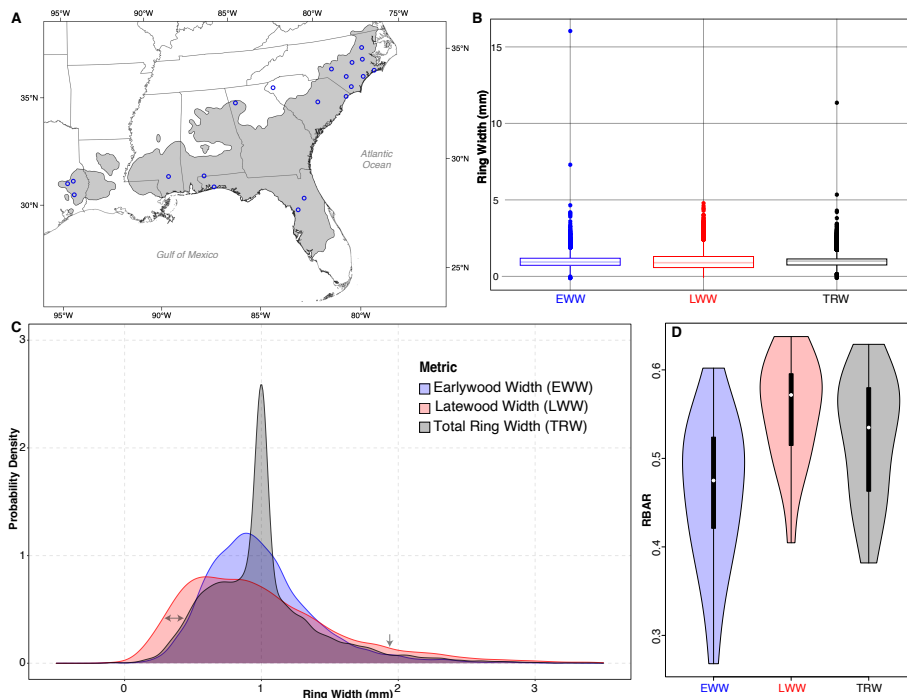 A
95°W
90°W
85°W
80°W
75°W
35°N
30°N
35°N
30°N
25°N
Atlantic
Ocean
Gulf of Mexico
95°W
90°W
85°W
80°W
B
Ring Width (mm)
15
10
5
0
EWW
LWW
TRW
C
Probability Density
3
2
1
0
Metric
Earlywood Width (EWW)
Latewood Width (LWW)
Total Ring Width (TRW)
0
1
2
3
Ring Width (mm)
D
RBAR
0.6
0.5
0.4
0.3
EWW
LWW
TRW